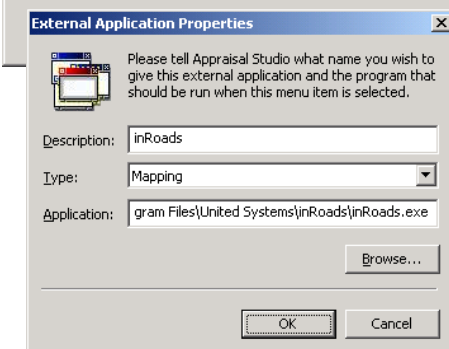 External Application Properties
Please tell Appraisal Studio what name you wish to
give this external application and the program that
should be run when this menu item is selected.
Description: inRoads
Type: Mapping
Application: gram Files\United Systems\inRoads\inRoads.exe
Browse...
OK Cancel